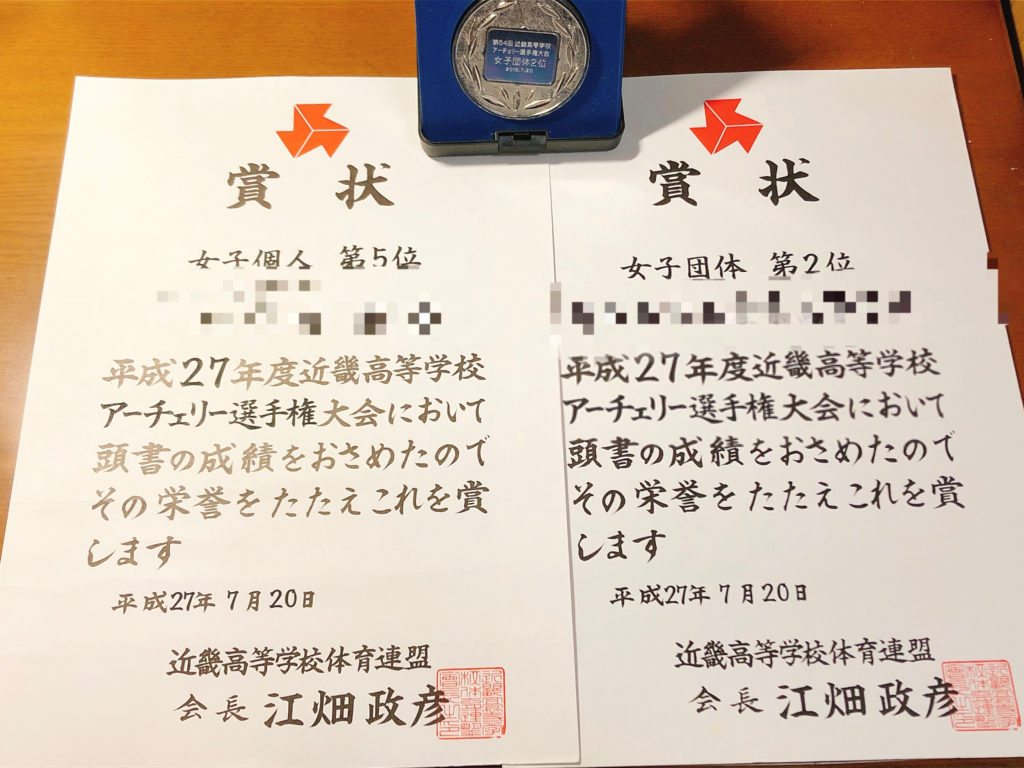 第54回 近畿高等学校
アーチェリー選手権大会
女子団体2位
2015.7.20
賞状
女子個人 第5位
平成27年度近畿高等学校
アーチェリー選手権大会において
頭書の成績をおさめたので
その栄誉をたたえこれを賞
します
平成27年7月20日
近畿高等学校体育連盟
会長 江畑政彦
賞状
女子団体 第2位
平成27年度近畿高等学校
アーチェリー選手権大会において
頭書の成績をおさめたので
その栄誉をたたえこれを賞
します
平成27年7月20日
近畿高等学校体育連盟
会長 江畑政彦